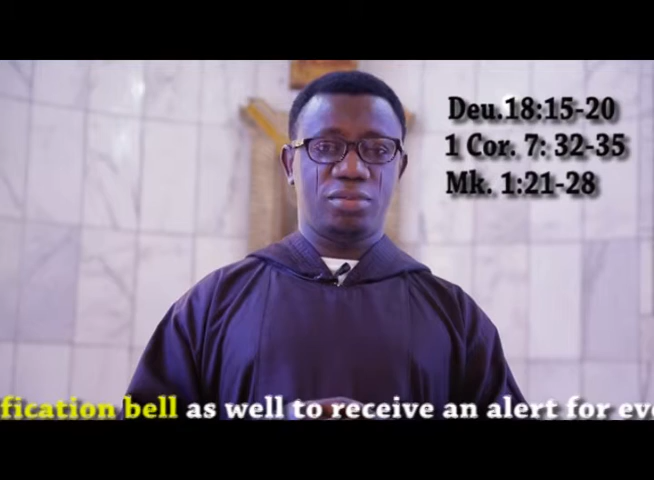 Deu.18:15-20
1 Cor. 7: 32-35
Mk. 1:21-28
fication bell as well to receive an alert for eve